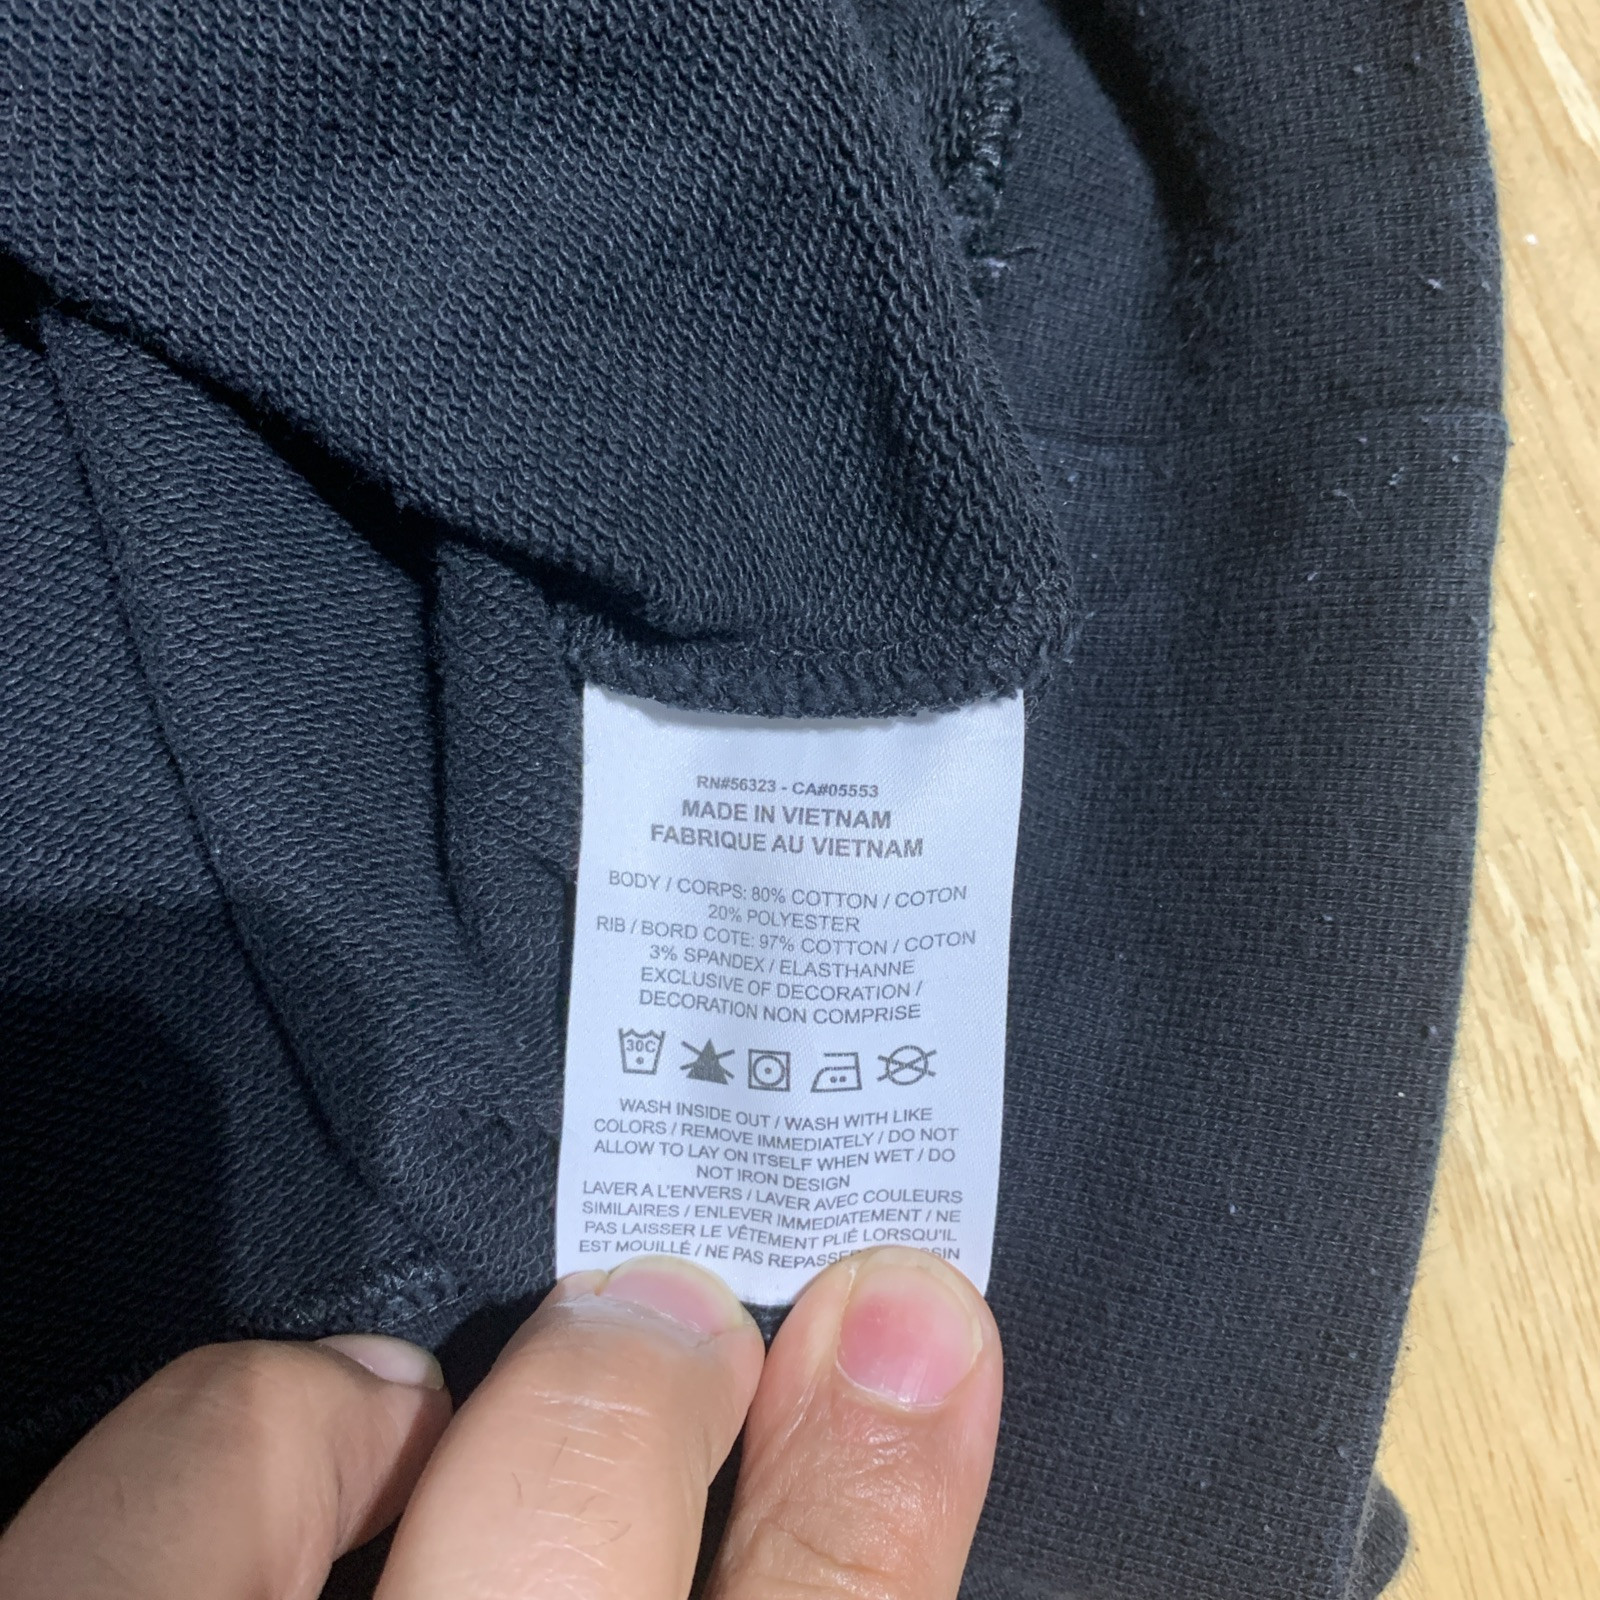 RN#56323 - CA#05553
MADE IN VIETNAM
FABRIQUE AU VIETNAM
BODY / CORPS: 80% COTTON / COTON
20% POLYESTER
RIB / BORD COTE: 97% COTTON / COTON
3% SPANDEX / ELASTHANNE
EXCLUSIVE OF DECORATION /
DECORATION NON COMPRISE
30C
WASH INSIDE OUT / WASH WITH LIKE
COLORS / REMOVE IMMEDIATELY / DO NOT
ALLOW TO LAY ON ITSELF WHEN WET / DO
NOT IRON DESIGN
LAVER A L'ENVERS / LAVER AVEC COULEURS
SIMILAIRES / ENLEVER IMMEDIATEMENT / NE
PAS LAISSER LE VÊTEMENT PLIÉ LORSQU'IL
EST MOUILLÉ / NE PAS